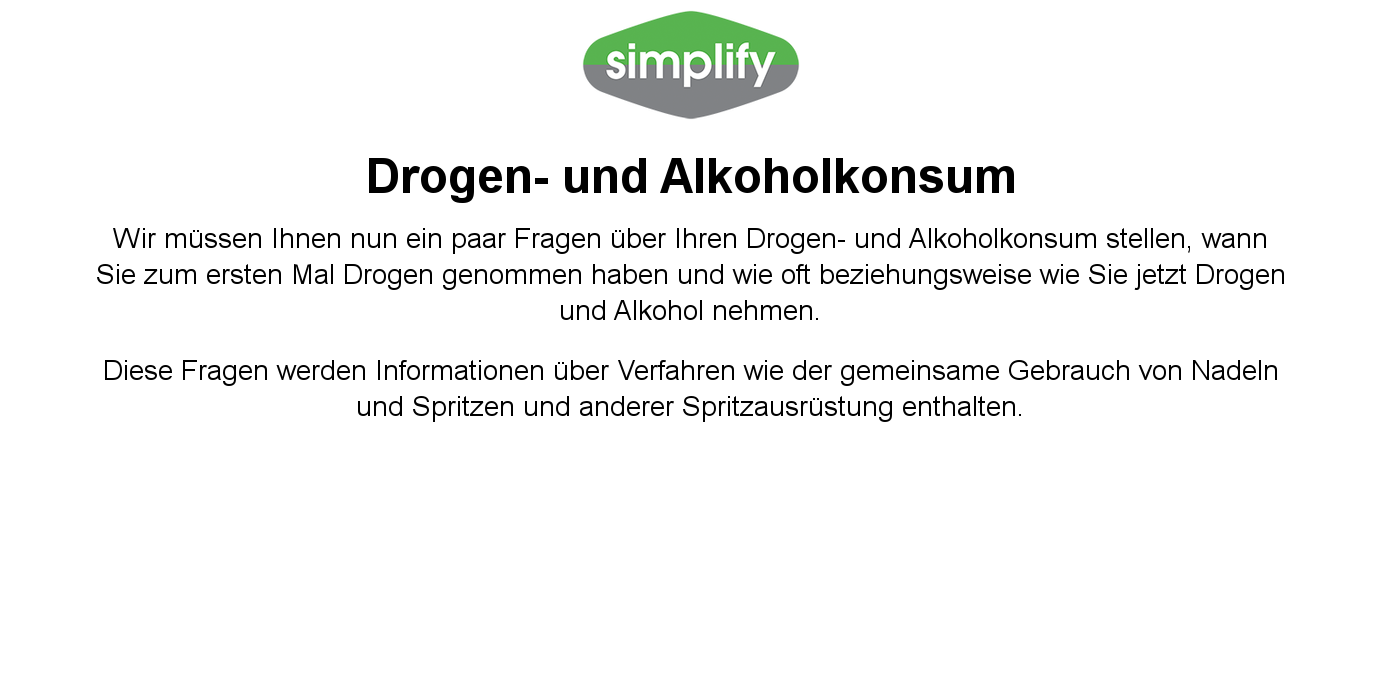 simplify
Drogen- und Alkoholkonsum
Wir müssen Ihnen nun ein paar Fragen über Ihren Drogen- und Alkoholkonsum stellen, wann
Sie zum ersten Mal Drogen genommen haben und wie oft beziehungsweise wie Sie jetzt Drogen
und Alkohol nehmen.
Diese Fragen werden Informationen über Verfahren wie der gemeinsame Gebrauch von Nadeln
und Spritzen und anderer Spritzausrüstung enthalten.